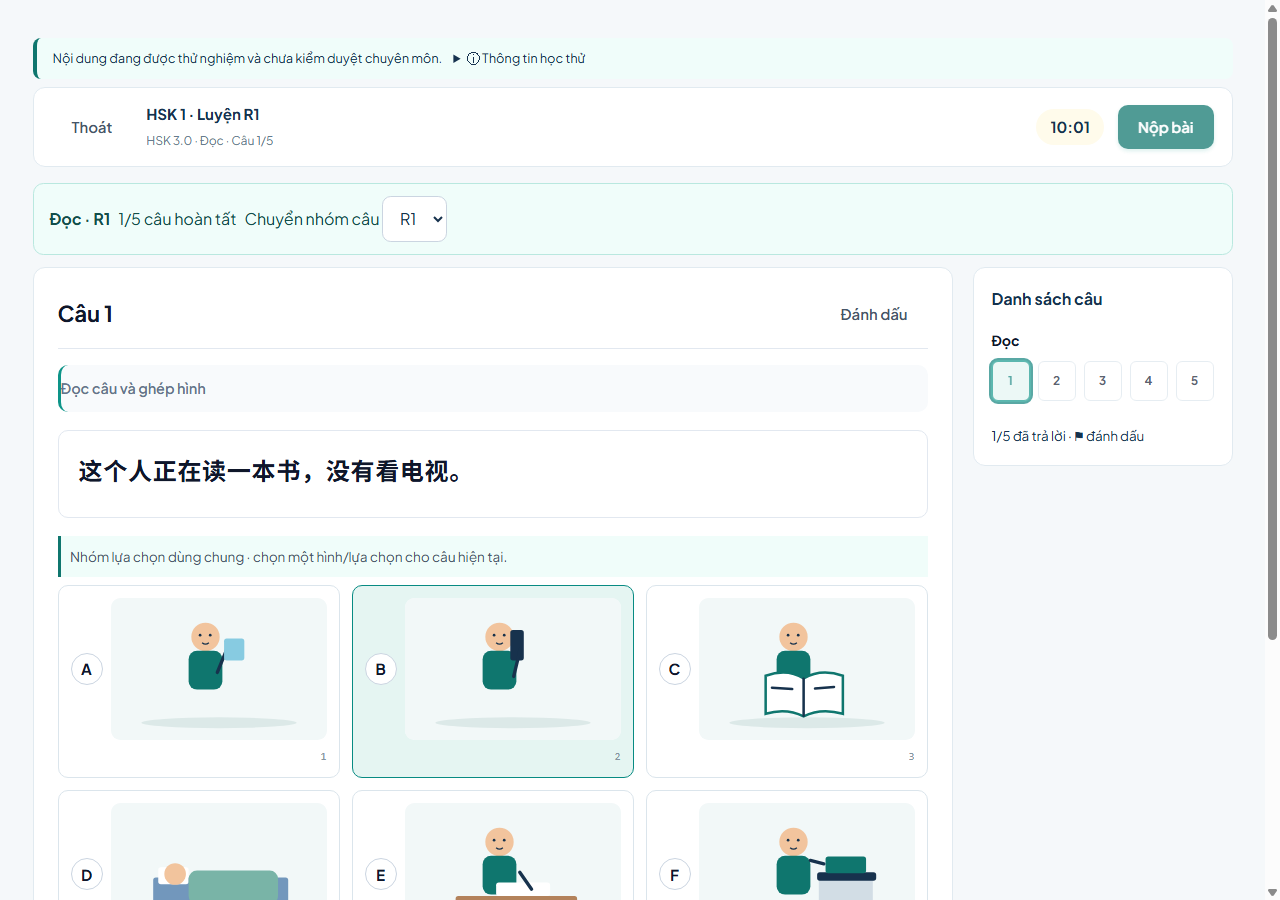 Nội dung đang được thử nghiệm và chưa kiểm duyệt chuyên môn. ▶ ⓘ Thông tin học thử
Thoát
HSK 1 · Luyện R1
HSK 3.0 · Đọc · Câu 1/5
10:01
Nộp bài
Đọc · R1 1/5 câu hoàn tất Chuyển nhóm câu R1
Câu 1
Đánh dấu
Đọc câu và ghép hình
这个人正在读一本书，没有看电视。
Nhóm lựa chọn dùng chung · chọn một hình/lựa chọn cho câu hiện tại.
A
1
B
2
C
3
D
E
F
Danh sách câu
Đọc
1 2 3 4 5
1/5 đã trả lời · ⚑ đánh dấu